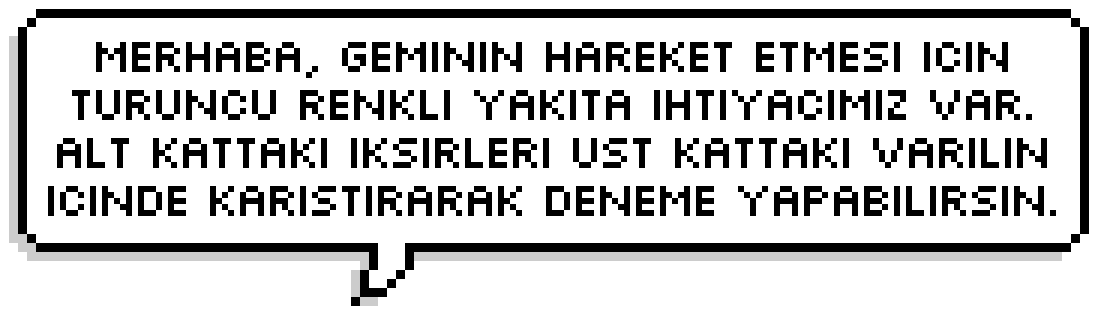 MERHABA, GEMININ HAREKET ETMESI ICIN
TURUNCU RENKLI YAKITA IHTIYACIMIZ VAR.
ALT KATTAKI IKSIRLERI UST KATTAKI VARILIN
ICINDE KARISTIRARAK DENEME YAPABILIRSIN.